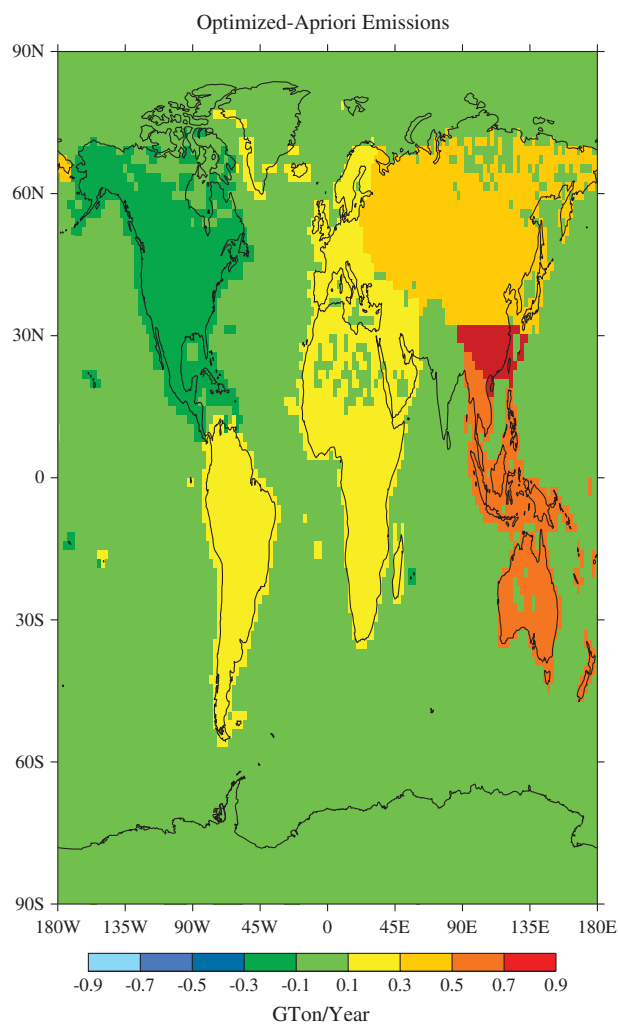 Optimized-Apriori Emissions
90N
60N
30N
0
30S
60S
90S
180W 135W 90W 45W 0 45E 90E 135E 180E
-0.9 -0.7 -0.5 -0.3 -0.1 0.1 0.3 0.5 0.7 0.9
GTon/Year